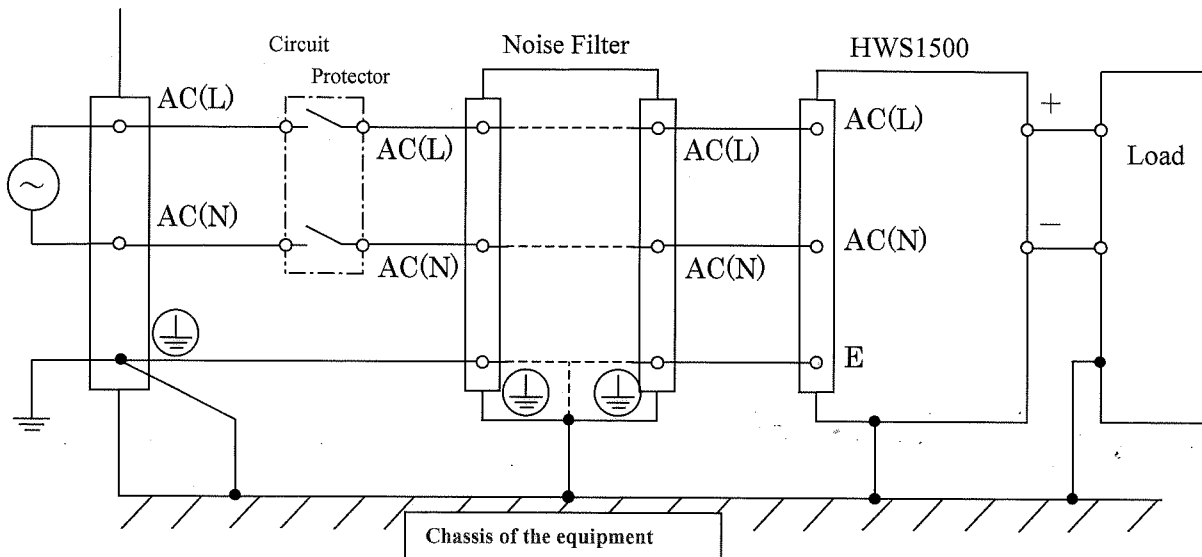 Circuit
Protector
Noise Filter
HWS1500
AC(L)
AC(L)
AC(L)
AC(L)
+
Load
AC(N)
AC(N)
AC(N)
AC(N)
−
E
Chassis of the equipment